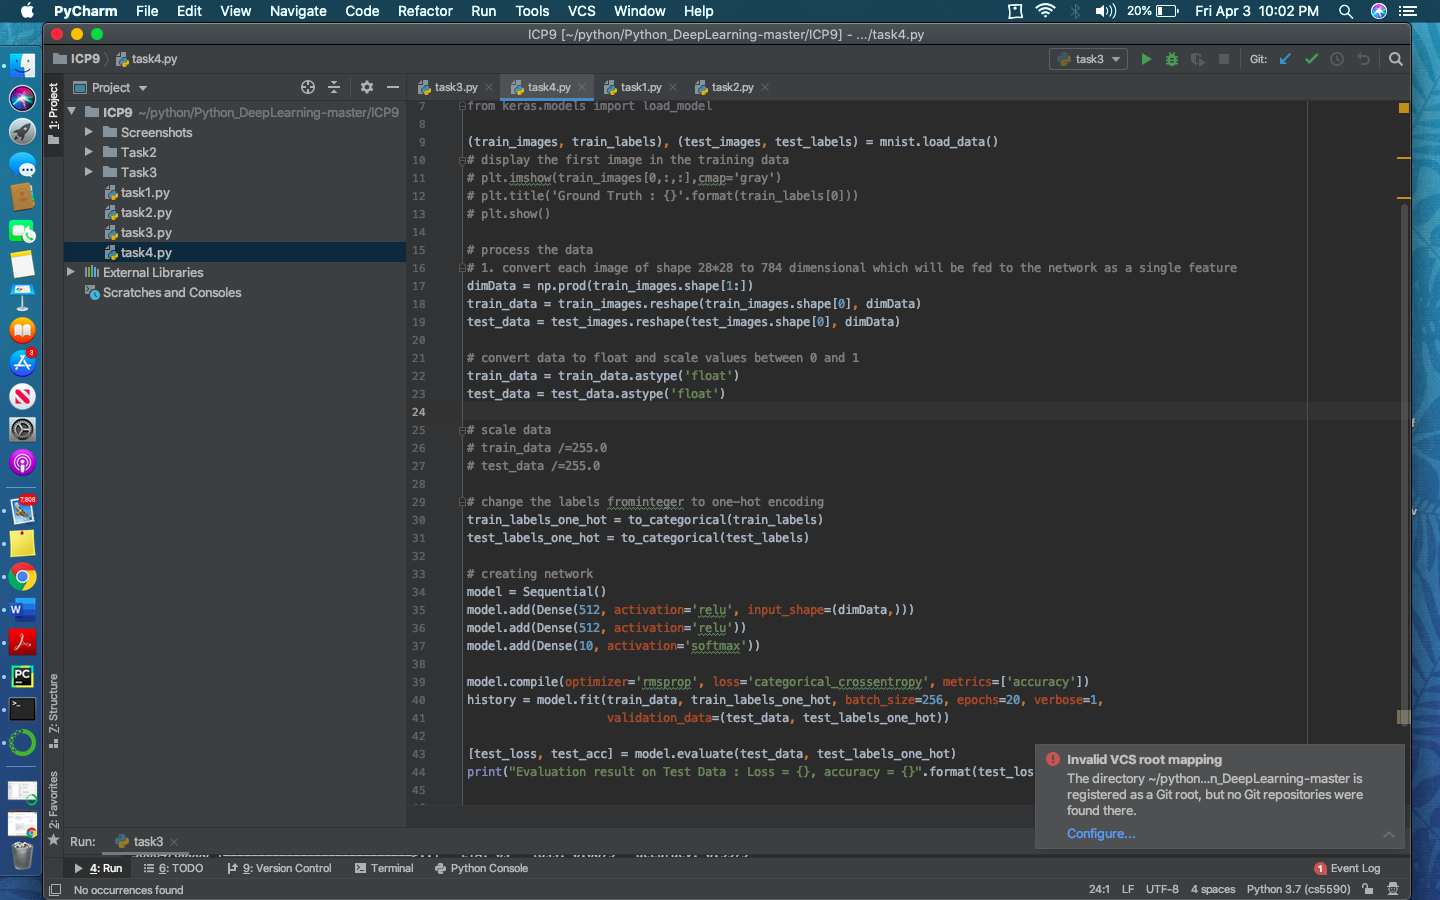 PyCharm File Edit View Navigate Code Refactor Run Tools VCS Window Help 20% Fri Apr 3 10:02 PM
ICP9 [~/python/Python_DeepLearning-master/ICP9] - .../task4.py
ICP9 task4.py task3 Git:
1: Project
Project task3.py task4.py task1.py task2.py
ICP9 ~/python/Python_DeepLearning-master/ICP9
Screenshots
Task2
Task3
task1.py
task2.py
task3.py
task4.py
External Libraries
Scratches and Consoles
7 from keras.models import load_model
8
9 (train_images, train_labels), (test_images, test_labels) = mnist.load_data()
10 # display the first image in the training data
11 # plt.imshow(train_images[0,:,:],cmap='gray')
12 # plt.title('Ground Truth : {}'.format(train_labels[0]))
13 # plt.show()
14
15 # process the data
16 # 1. convert each image of shape 28*28 to 784 dimensional which will be fed to the network as a single feature
17 dimData = np.prod(train_images.shape[1:])
18 train_data = train_images.reshape(train_images.shape[0], dimData)
19 test_data = test_images.reshape(test_images.shape[0], dimData)
20
21 # convert data to float and scale values between 0 and 1
22 train_data = train_data.astype('float')
23 test_data = test_data.astype('float')
24
25 # scale data
26 # train_data /=255.0
27 # test_data /=255.0
28
29 # change the labels frominteger to one-hot encoding
30 train_labels_one_hot = to_categorical(train_labels)
31 test_labels_one_hot = to_categorical(test_labels)
32
33 # creating network
34 model = Sequential()
35 model.add(Dense(512, activation='relu', input_shape=(dimData,)))
36 model.add(Dense(512, activation='relu'))
37 model.add(Dense(10, activation='softmax'))
38
39 model.compile(optimizer='rmsprop', loss='categorical_crossentropy', metrics=['accuracy'])
40 history = model.fit(train_data, train_labels_one_hot, batch_size=256, epochs=20, verbose=1,
41 validation_data=(test_data, test_labels_one_hot))
42
43 [test_loss, test_acc] = model.evaluate(test_data, test_labels_one_hot)
44 print("Evaluation result on Test Data : Loss = {}, accuracy = {}".format(test_los
45
Z: Structure
2: Favorites
3
7,808
W
PC
Invalid VCS root mapping
The directory ~/python...n_DeepLearning-master is
registered as a Git root, but no Git repositories were
found there.
Configure...
Run: task3
4: Run 6: TODO 9: Version Control Terminal Python Console 1 Event Log
No occurrences found 24:1 LF UTF-8 4 spaces Python 3.7 (cs5590)